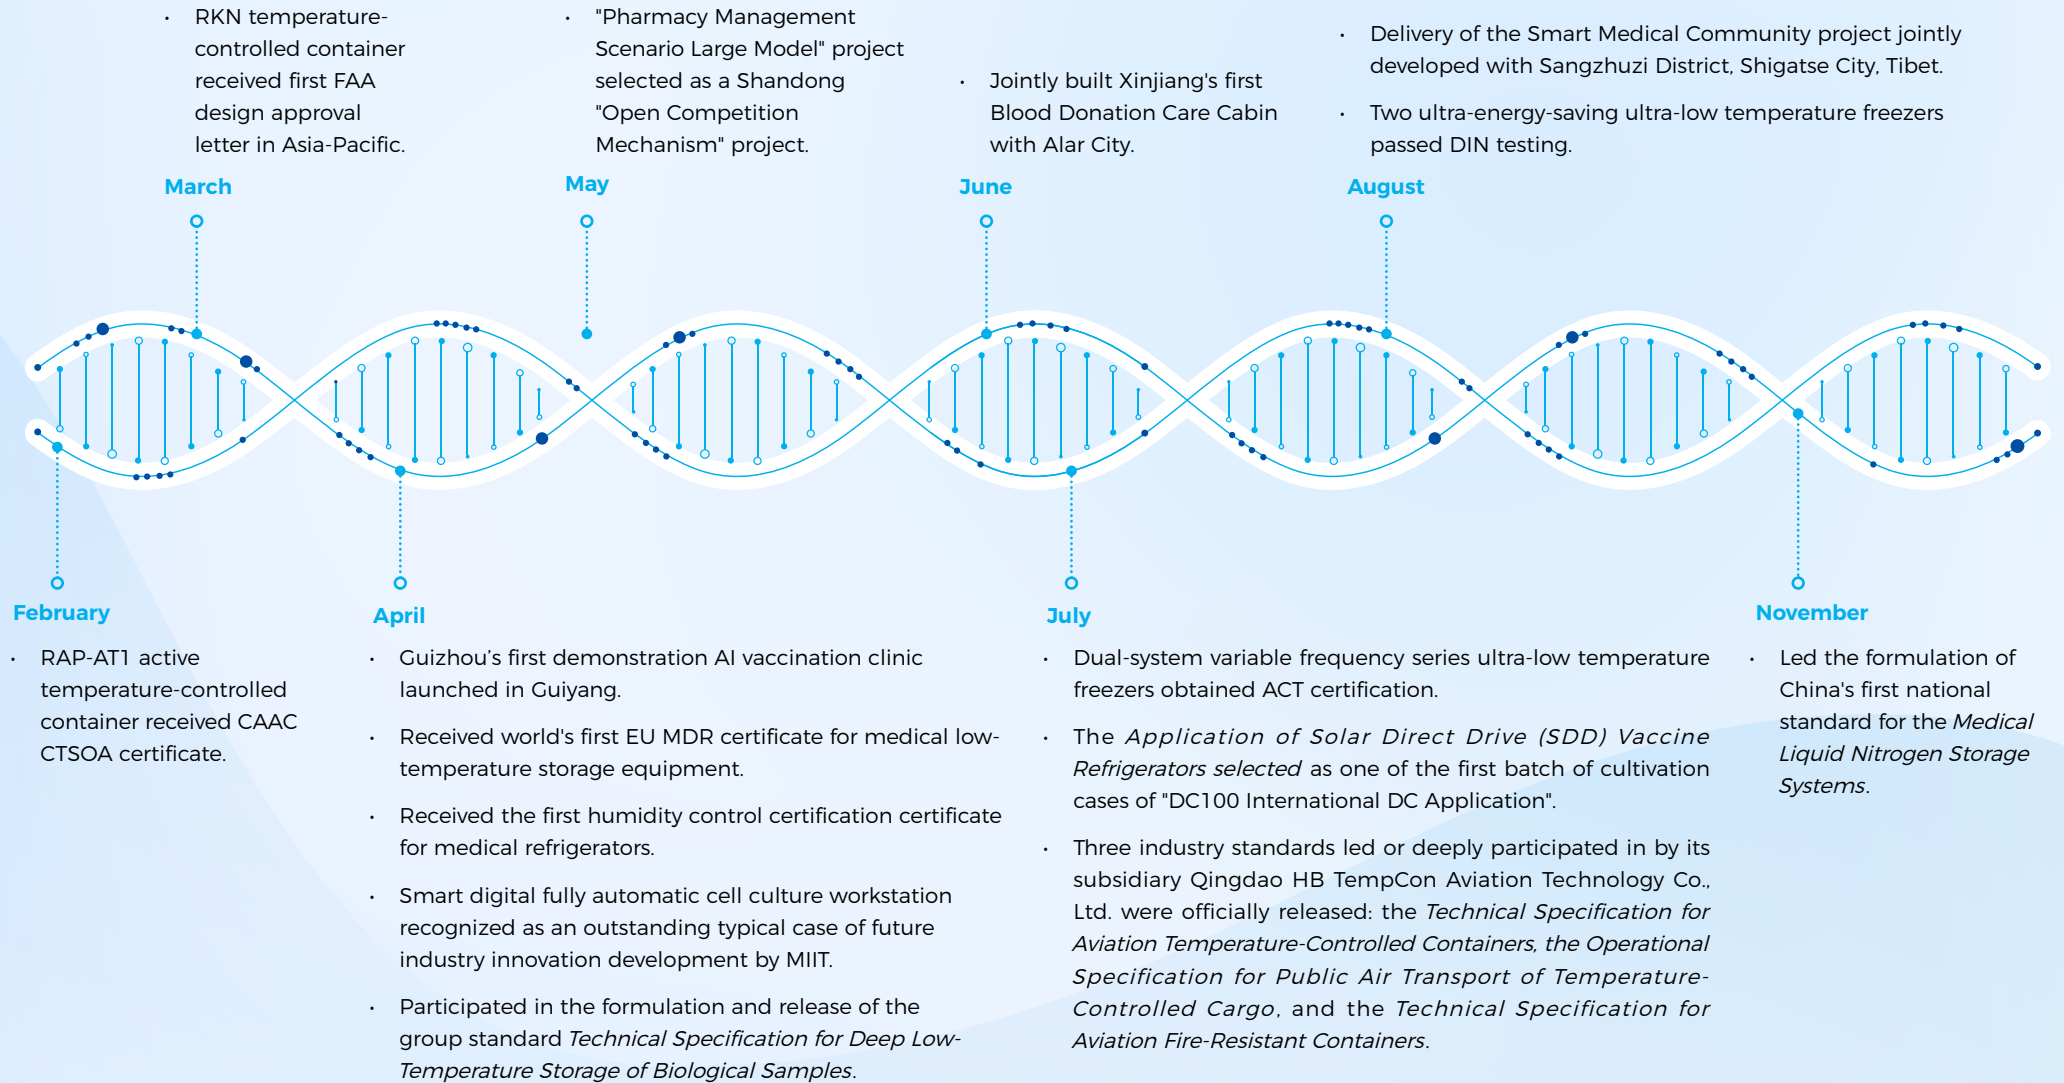 • RKN temperature-
controlled container
received first FAA
design approval
letter in Asia-Pacific.
March
• "Pharmacy Management
Scenario Large Model" project
selected as a Shandong
"Open Competition
Mechanism" project.
May
• Jointly built Xinjiang's first
Blood Donation Care Cabin
with Alar City.
June
• Delivery of the Smart Medical Community project jointly
developed with Sangzhuzi District, Shigatse City, Tibet.
• Two ultra-energy-saving ultra-low temperature freezers
passed DIN testing.
August
February
• RAP-AT1 active
temperature-controlled
container received CAAC
CTSOA certificate.
April
• Guizhou’s first demonstration AI vaccination clinic
launched in Guiyang.
• Received world's first EU MDR certificate for medical low-
temperature storage equipment.
• Received the first humidity control certification certificate
for medical refrigerators.
• Smart digital fully automatic cell culture workstation
recognized as an outstanding typical case of future
industry innovation development by MIIT.
• Participated in the formulation and release of the
group standard Technical Specification for Deep Low-
Temperature Storage of Biological Samples.
July
• Dual-system variable frequency series ultra-low temperature
freezers obtained ACT certification.
• The Application of Solar Direct Drive (SDD) Vaccine
Refrigerators selected as one of the first batch of cultivation
cases of "DC100 International DC Application".
• Three industry standards led or deeply participated in by its
subsidiary Qingdao HB TempCon Aviation Technology Co.,
Ltd. were officially released: the Technical Specification for
Aviation Temperature-Controlled Containers, the Operational
Specification for Public Air Transport of Temperature-
Controlled Cargo, and the Technical Specification for
Aviation Fire-Resistant Containers.
November
• Led the formulation of
China's first national
standard for the Medical
Liquid Nitrogen Storage
Systems.